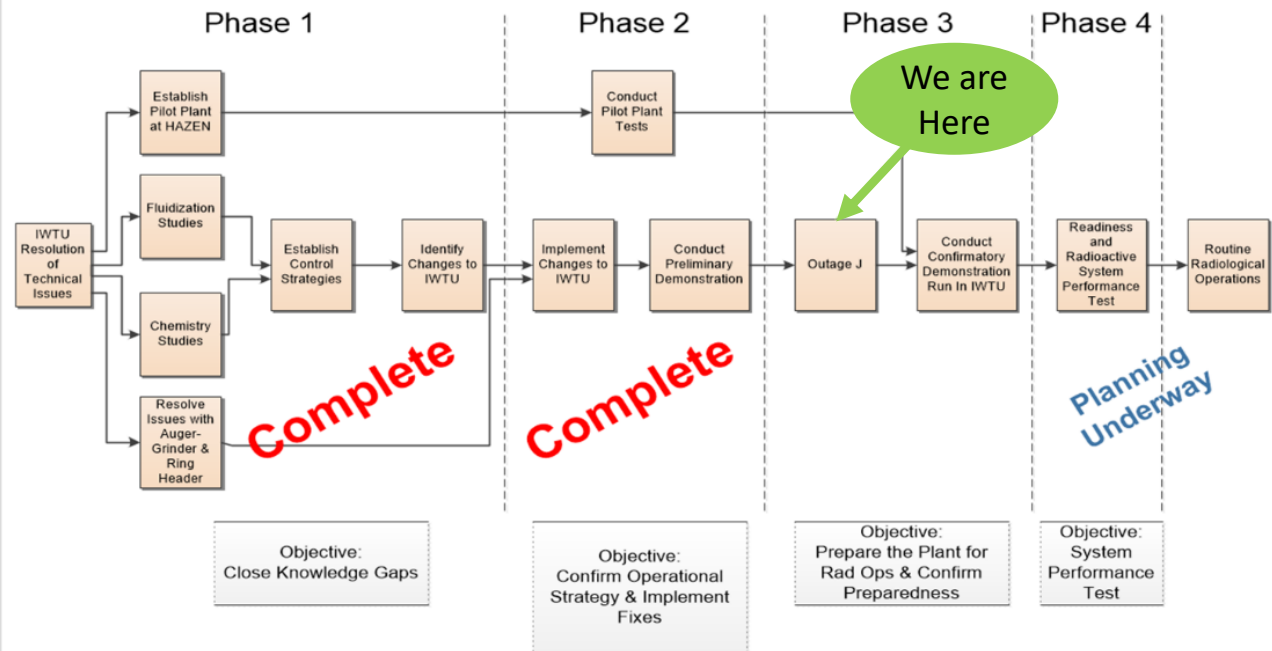 Phase 1
Phase 2
Phase 3
Phase 4
We are
Here
Establish
Pilot Plant
at HAZEN
Conduct
Pilot Plant
Tests
IWTU
Resolution
of
Technical
Issues
Fluidization
Studies
Chemistry
Studies
Resolve
Issues with
Auger-
Grinder &
Ring
Header
Establish
Control
Strategies
Identify
Changes to
IWTU
Implement
Changes to
IWTU
Conduct
Preliminary
Demonstration
Outage J
Conduct
Confirmatory
Demonstration
Run In IWTU
Readiness
and
Radioactive
System
Performance
Test
Routine
Radiological
Operations
Complete
Complete
Planning
Underway
Objective:
Close Knowledge Gaps
Objective:
Confirm Operational
Strategy & Implement
Fixes
Objective:
Prepare the Plant for
Rad Ops & Confirm
Preparedness
Objective:
System
Performance
Test